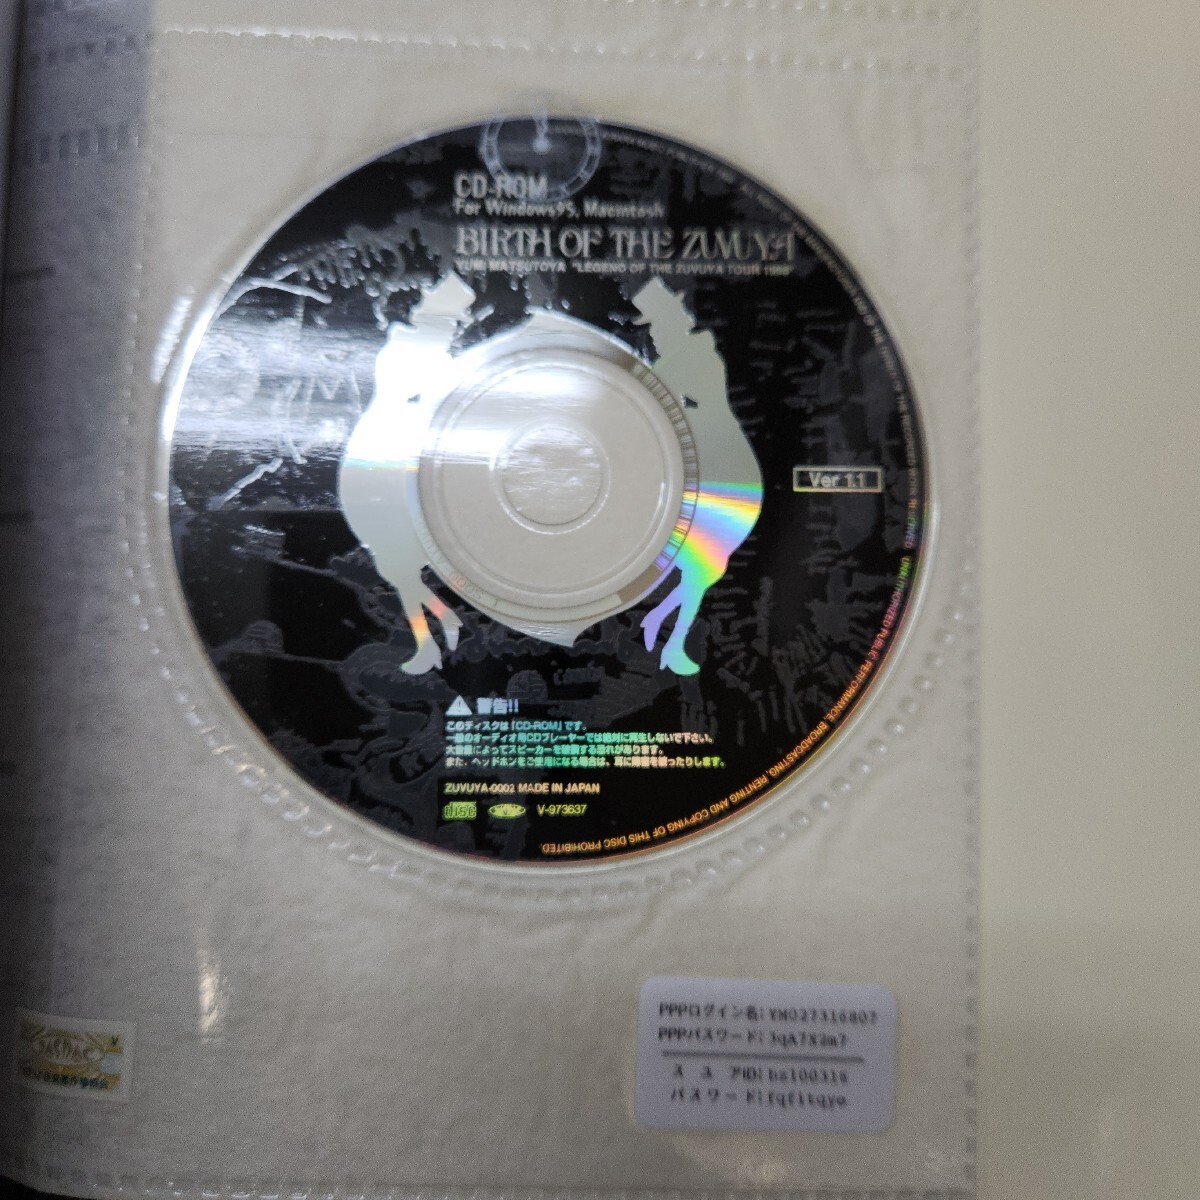 CD-ROM
For Windows95, Macintosh
BIRTH OF THE ZUVUYA
YUMI MATSUTOYA "LEGEND OF THE ZUVUYA TOUR
Ver 1.1
警告!!
このディスクは「CD-ROM」です。
一般のオーディオ用CDプレーヤーでは絶対に再生しないで下さい。
大音量によってスピーカーを破損する恐れがあります。
また、ヘッドホンをご使用になる場合は、耳に障害を被ったりします。
ZUVUYA-0002 MADE IN JAPAN
disc
V-973637
RECORDED WORK RESERVED. UNAUTHORIZED PUBLIC PERFORMANCE, BROADCASTING, RENTING AND COPYING OF THIS DISC PROHIBITED.
PPPログイン名:YM027316807
PPPパスワード:
ス ユ アID:
パスワード:
JASRAC